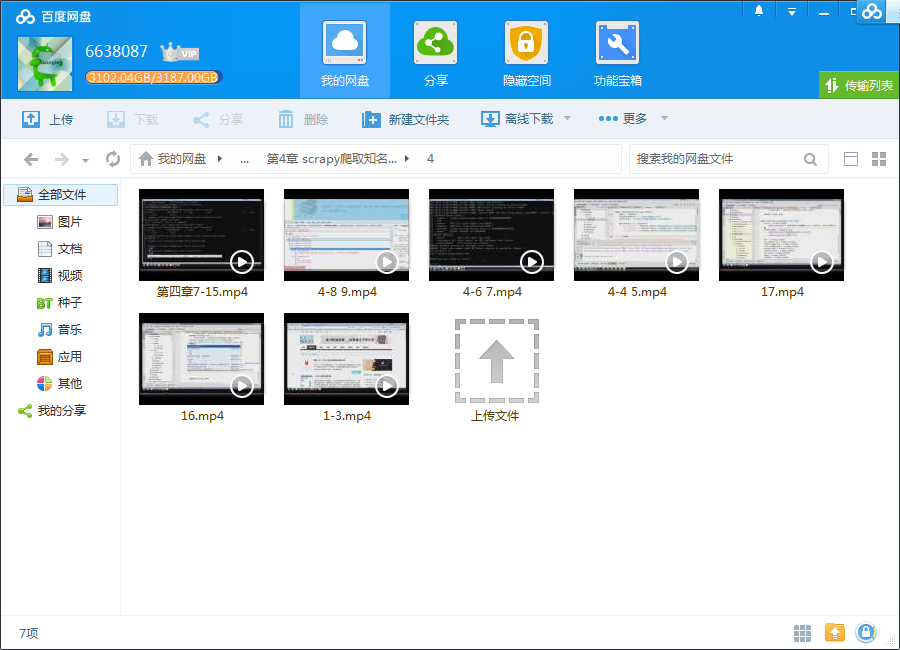 百度网盘
6638087 VIP
3102.04GB/3187.00GB
我的网盘
分享
隐藏空间
功能宝箱
传输列表
上传
下载
分享
删除
新建文件夹
离线下载
更多
我的网盘
...
第4章 scrapy爬取知名...
4
搜索我的网盘文件
全部文件
图片
文档
视频
BT 种子
音乐
应用
其他
我的分享
第四章7-15.mp4
4-8 9.mp4
4-6 7.mp4
4-4 5.mp4
17.mp4
16.mp4
1-3.mp4
上传文件
7项